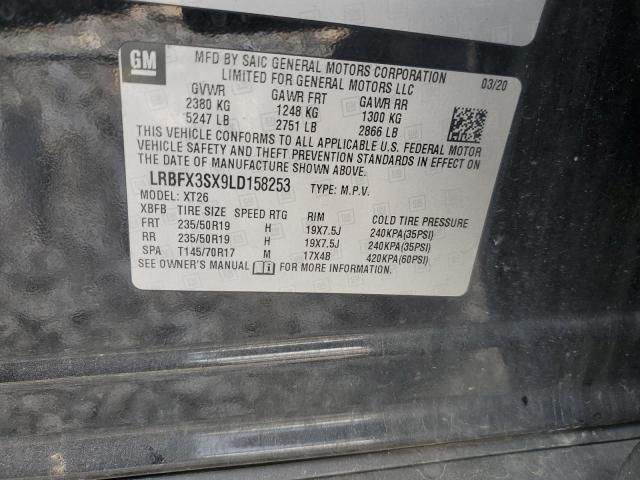 GM
MFD BY SAIC GENERAL MOTORS CORPORATION
LIMITED FOR GENERAL MOTORS LLC
03/20
GVWR GAWR FRT GAWR RR
2380 KG 1248 KG 1300 KG
5247 LB 2751 LB 2866 LB
THIS VEHICLE CONFORMS TO ALL APPLICABLE U.S. FEDERAL MOTOR
VEHICLE SAFETY AND THEFT PREVENTION STANDARDS IN EFFECT ON
THE DATE OF MANUFACTURE SHOWN ABOVE.
LRBFX3SX9LD158253 TYPE: M.P.V.
MODEL: XT26
XBFB TIRE SIZE SPEED RTG RIM COLD TIRE PRESSURE
FRT 235/50R19 H 19X7.5J 240KPA(35PSI)
RR 235/50R19 H 19X7.5J 240KPA(35PSI)
SPA T145/70R17 M 17X4B 420KPA(60PSI)
SEE OWNER'S MANUAL FOR MORE INFORMATION.